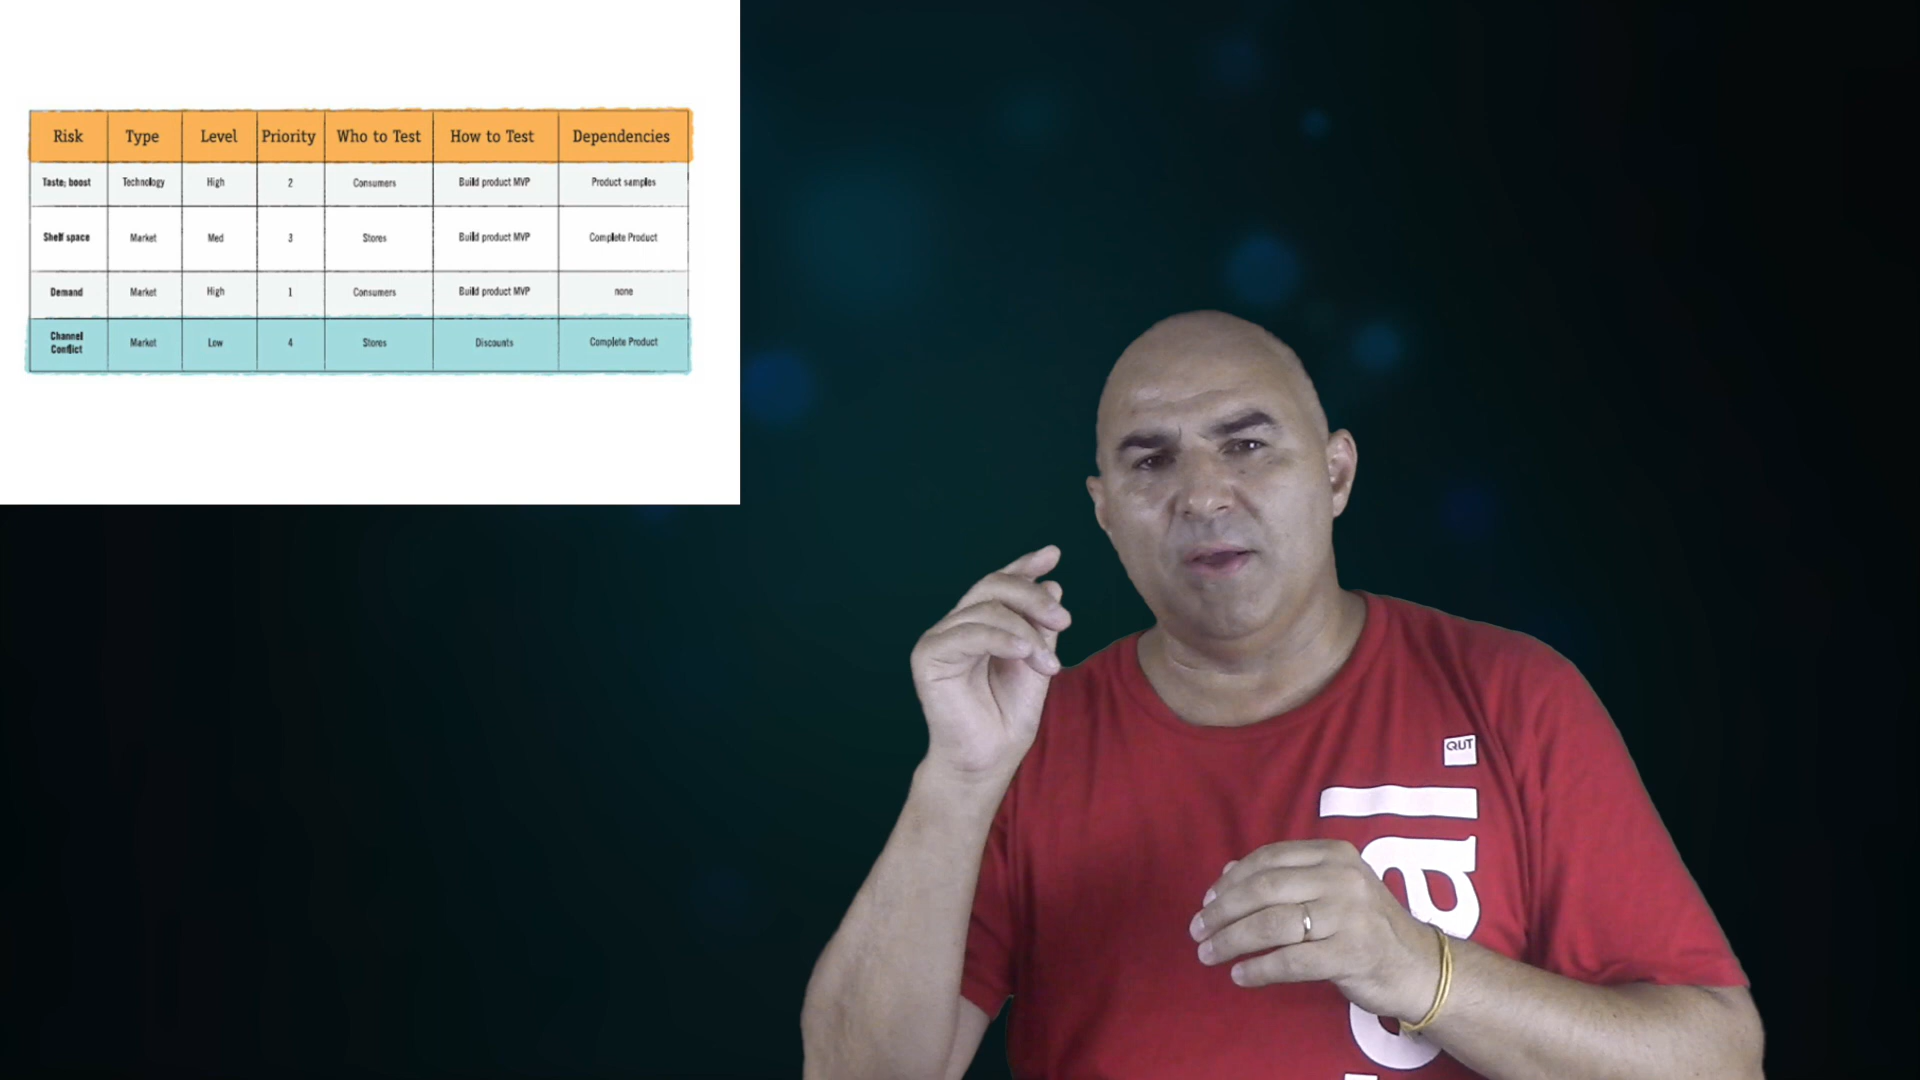 Risk Type Level Priority Who to Test How to Test Dependencies
Taste; boost Technology High 2 Consumers Build product MVP Product samples
Shelf space Market Med 3 Stores Build product MVP Complete Product
Demand Market High 1 Consumers Build product MVP none
Channel Conflict Market Low 4 Stores Discounts Complete Product
QUT
al.